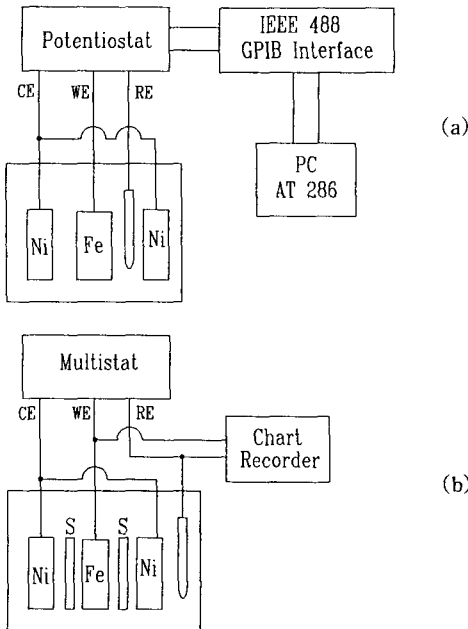 Potentiostat
IEEE 488
GPIB Interface
CE WE RE
(a)
PC
AT 286
Ni Fe Ni
Multistat
CE WE RE
Chart
Recorder
(b)
S S
Ni Fe Ni